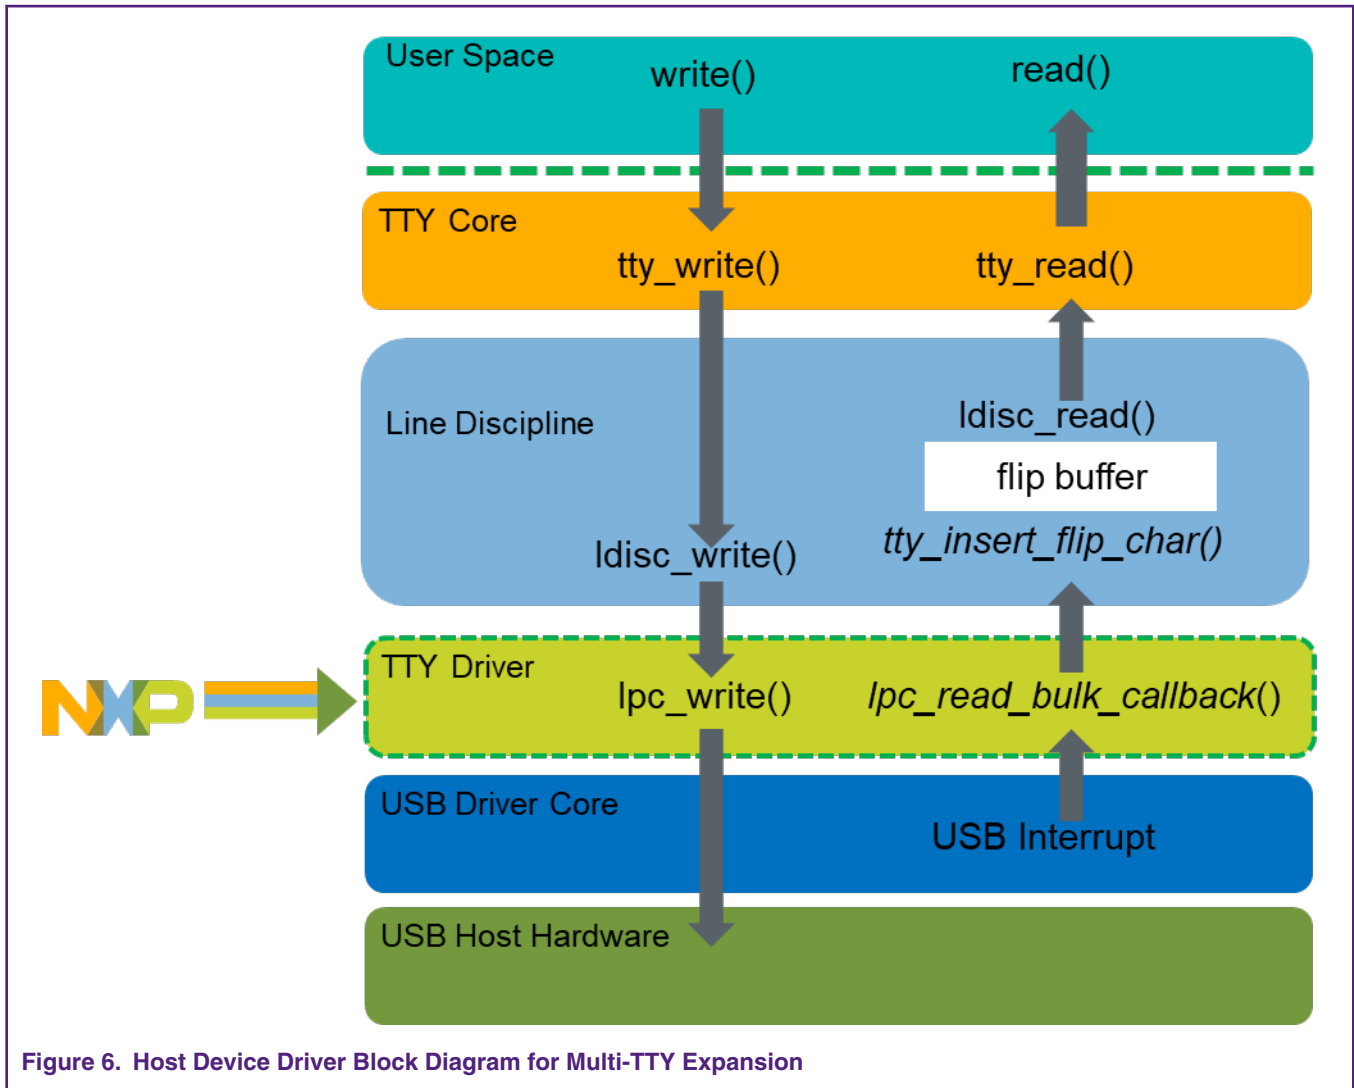 User Space
write()
read()
TTY Core
tty_write()
tty_read()
Line Discipline
ldisc_read()
flip buffer
tty_insert_flip_char()
ldisc_write()
TTY Driver
NXP
lpc_write()
lpc_read_bulk_callback()
USB Driver Core
USB Interrupt
USB Host Hardware
Figure 6. Host Device Driver Block Diagram for Multi-TTY Expansion